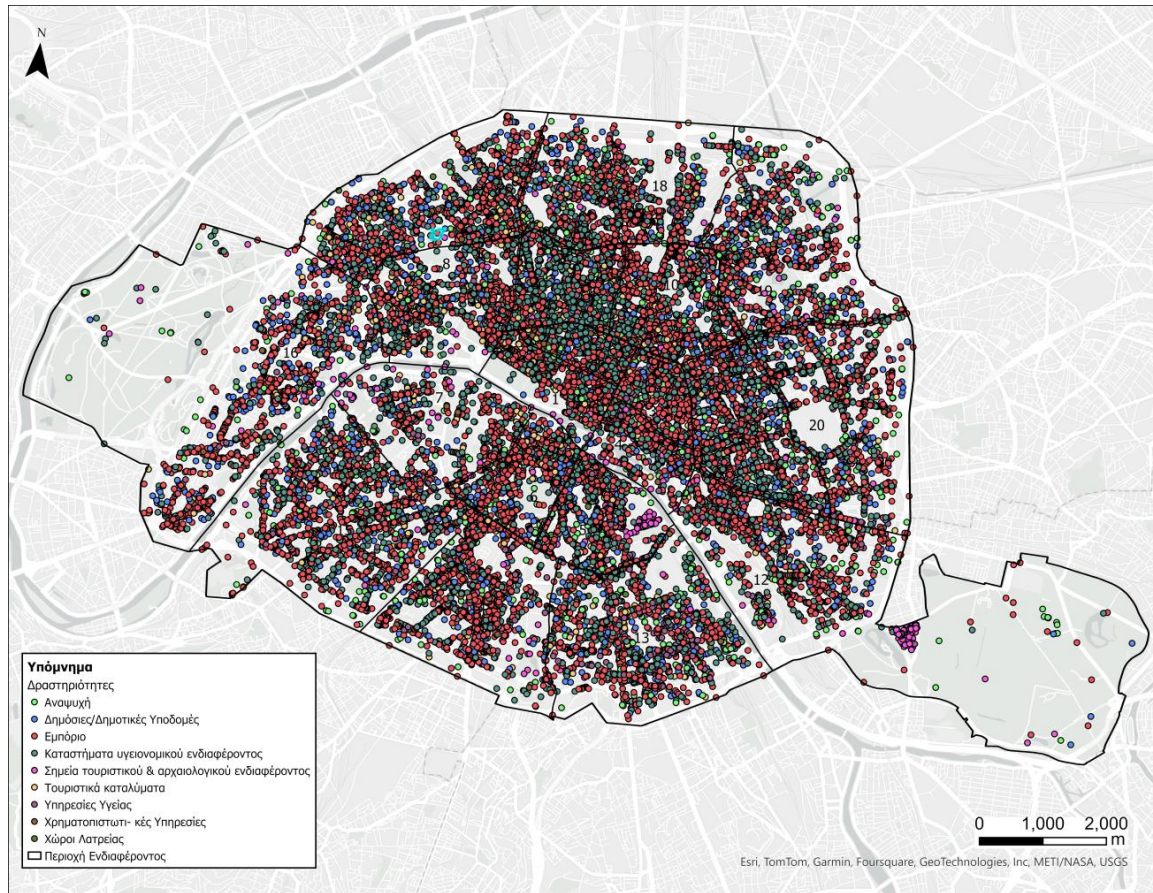 N
18
8
10
16
7
1
20
12
13
Υπόμνημα
Δραστηριότητες
Αναψυχή
Δημόσιες/Δημοτικές Υποδομές
Εμπόριο
Καταστήματα υγειονομικού ενδιαφέροντος
Σημεία τουριστικού & αρχαιολογικού ενδιαφέροντος
Τουριστικά καταλύματα
Υπηρεσίες Υγείας
Χρηματοπιστωτι- κές Υπηρεσίες
Χώροι Λατρείας
Περιοχή Ενδιαφέροντος
0 1,000 2,000
m
Esri, TomTom, Garmin, Foursquare, GeoTechnologies, Inc, METI/NASA, USGS